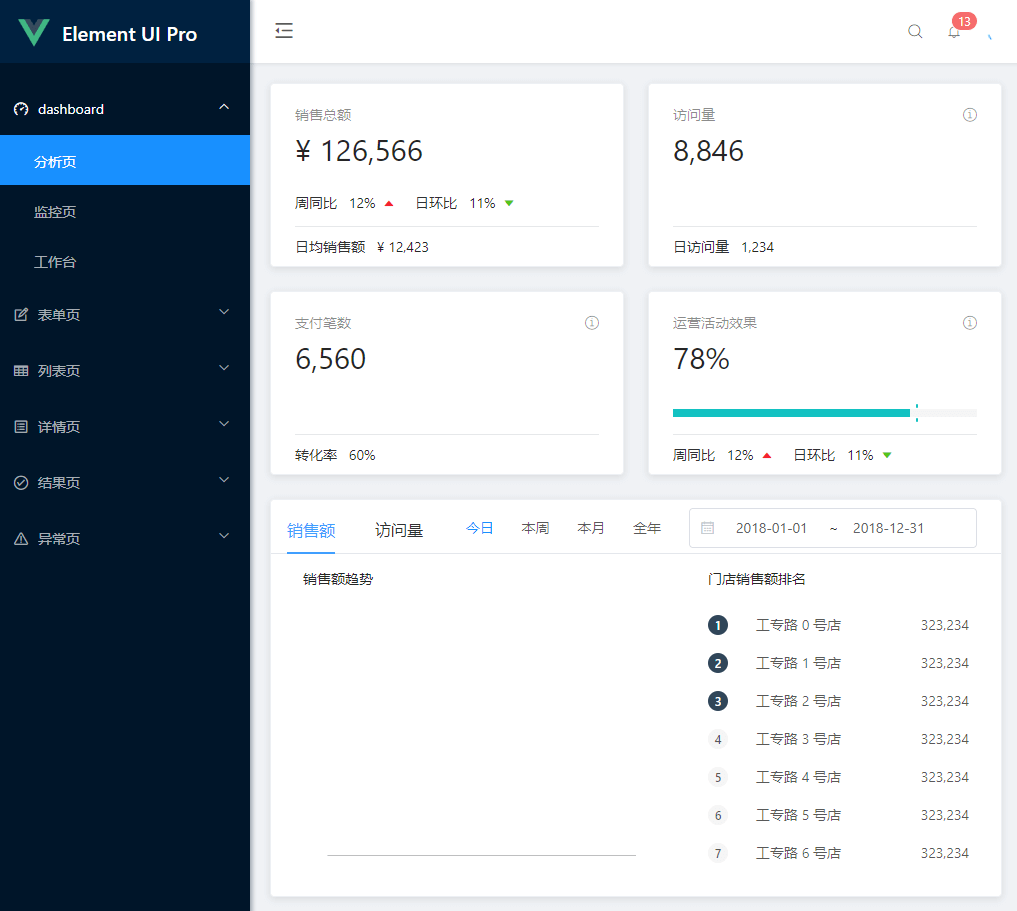 Element UI Pro
dashboard
分析页
监控页
工作台
表单页
列表页
详情页
结果页
异常页
13
销售总额
¥ 126,566
周同比 12% 日环比 11%
日均销售额 ¥ 12,423
访问量
8,846
日访问量 1,234
支付笔数
6,560
转化率 60%
运营活动效果
78%
周同比 12% 日环比 11%
销售额 访问量 今日 本周 本月 全年 2018-01-01 ~ 2018-12-31
销售额趋势
门店销售额排名
1 工专路 0 号店 323,234
2 工专路 1 号店 323,234
3 工专路 2 号店 323,234
4 工专路 3 号店 323,234
5 工专路 4 号店 323,234
6 工专路 5 号店 323,234
7 工专路 6 号店 323,234